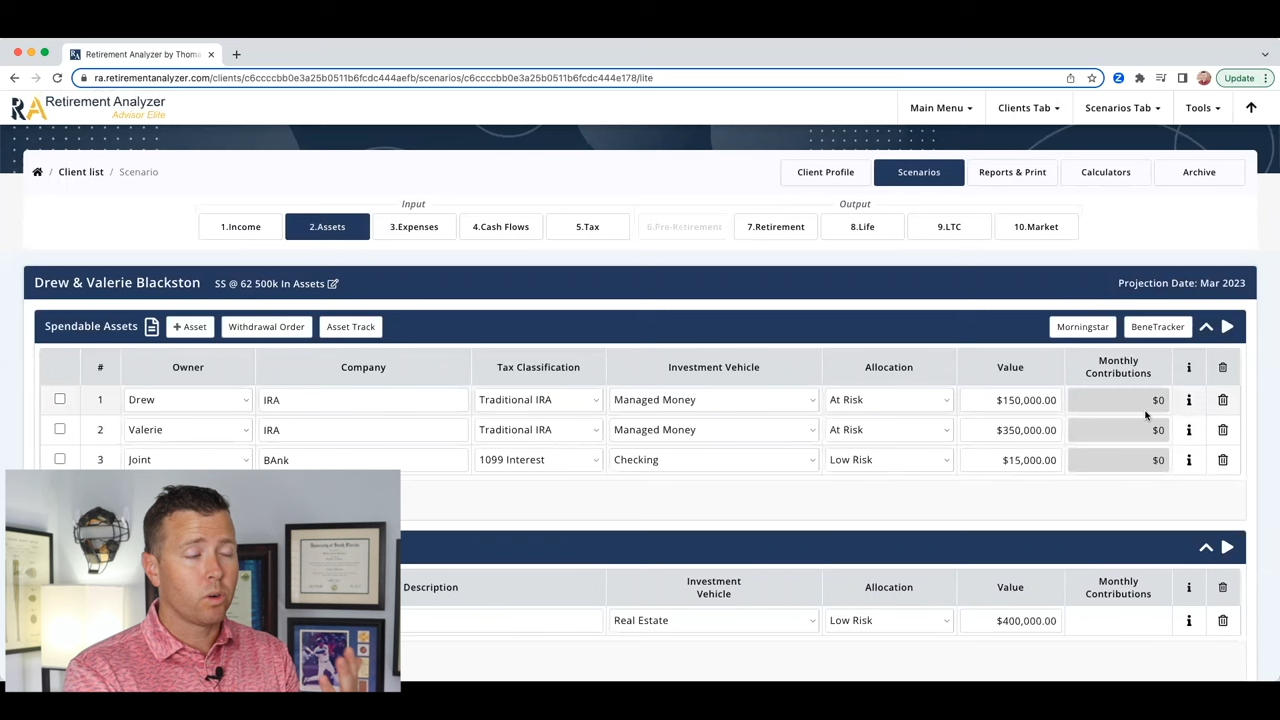 Retirement Analyzer by Thoma
ra.retirementanalyzer.com/clients/c6ccccbb0e3a25b0511b6fcdc444aefb/scenarios/c6ccccbb0e3a25b0511b6fcdc444e178/lite
Update
RA Retirement Analyzer
Advisor Elite
Main Menu Clients Tab Scenarios Tab Tools
/ Client list / Scenario
Client Profile Scenarios Reports & Print Calculators Archive
Input Output
1.Income 2.Assets 3.Expenses 4.Cash Flows 5.Tax 6.Pre-Retirement 7.Retirement 8.Life 9.LTC 10.Market
Drew & Valerie Blackston SS @ 62 500k In Assets Projection Date: Mar 2023
Spendable Assets + Asset Withdrawal Order Asset Track Morningstar BeneTracker
# Owner Company Tax Classification Investment Vehicle Allocation Value Monthly Contributions
1 Drew IRA Traditional IRA Managed Money At Risk $150,000.00 $0
2 Valerie IRA Traditional IRA Managed Money At Risk $350,000.00 $0
3 Joint BAnk 1099 Interest Checking Low Risk $15,000.00 $0
Description Investment Vehicle Allocation Value Monthly Contributions
Real Estate Low Risk $400,000.00